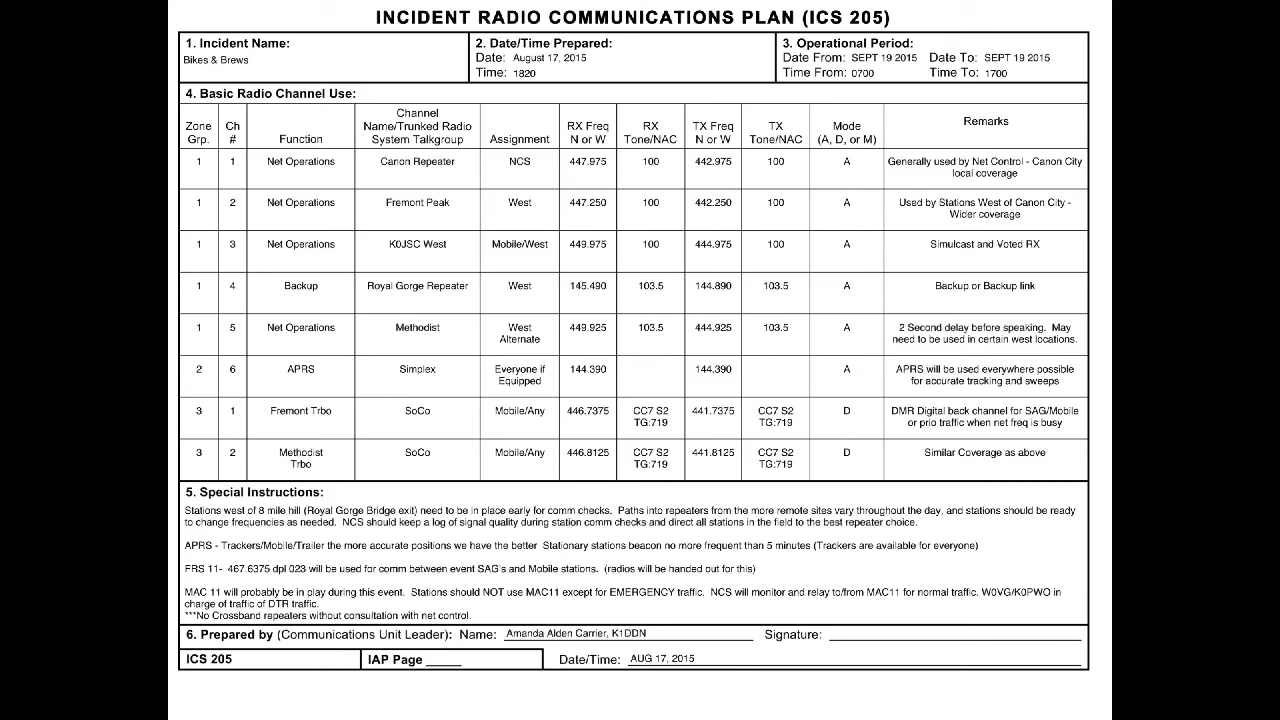 INCIDENT RADIO COMMUNICATIONS PLAN (ICS 205)
1. Incident Name:
Bikes & Brews
2. Date/Time Prepared:
Date: August 17, 2015
Time: 1820
3. Operational Period:
Date From: SEPT 19 2015 Date To: SEPT 19 2015
Time From: 0700 Time To: 1700
4. Basic Radio Channel Use:
Zone Grp. Ch # Function Channel Name/Trunked Radio System Talkgroup Assignment RX Freq N or W RX Tone/NAC TX Freq N or W TX Tone/NAC Mode (A, D, or M) Remarks
1 1 Net Operations Canon Repeater NCS 447.975 100 442.975 100 A Generally used by Net Control - Canon City
local coverage
1 2 Net Operations Fremont Peak West 447.250 100 442.250 100 A Used by Stations West of Canon City -
Wider coverage
1 3 Net Operations K0JSC West Mobile/West 449.975 100 444.975 100 A Simulcast and Voted RX
1 4 Backup Royal Gorge Repeater West 145.490 103.5 144.890 103.5 A Backup or Backup link
1 5 Net Operations Methodist West 449.925 103.5 444.925 103.5 A 2 Second delay before speaking. May
Alternate need to be used in certain west locations.
2 6 APRS Simplex Everyone if 144.390 144.390 A APRS will be used everywhere possible
Equipped for accurate tracking and sweeps
3 1 Fremont Trbo SoCo Mobile/Any 446.7375 CC7 S2 441.7375 CC7 S2 D DMR Digital back channel for SAG/Mobile
TG:719 TG:719 or prio traffic when net freq is busy
3 2 Methodist SoCo Mobile/Any 446.8125 CC7 S2 441.8125 CC7 S2 D Similar Coverage as above
Trbo TG:719 TG:719
5. Special Instructions:
Stations west of 8 mile hill (Royal Gorge Bridge exit) need to be in place early for comm checks. Paths into repeaters from the more remote sites vary throughout the day, and stations should be ready
to change frequencies as needed. NCS should keep a log of signal quality during station comm checks and direct all stations in the field to the best repeater choice.
APRS - Trackers/Mobile/Trailer the more accurate positions we have the better Stationary stations beacon no more frequent than 5 minutes (Trackers are available for everyone)
FRS 11- 467.6375 dpl 023 will be used for comm between event SAG's and Mobile stations. (radios will be handed out for this)
MAC 11 will probably be in play during this event. Stations should NOT use MAC11 except for EMERGENCY traffic. NCS will monitor and relay to/from MAC11 for normal traffic. W0VG/K0PWO in
charge of traffic of DTR traffic.
***No Crossband repeaters without consultation with net control.
6. Prepared by (Communications Unit Leader): Name: Amanda Alden Carrier, K1DDN Signature:
ICS 205 IAP Page Date/Time: AUG 17, 2015